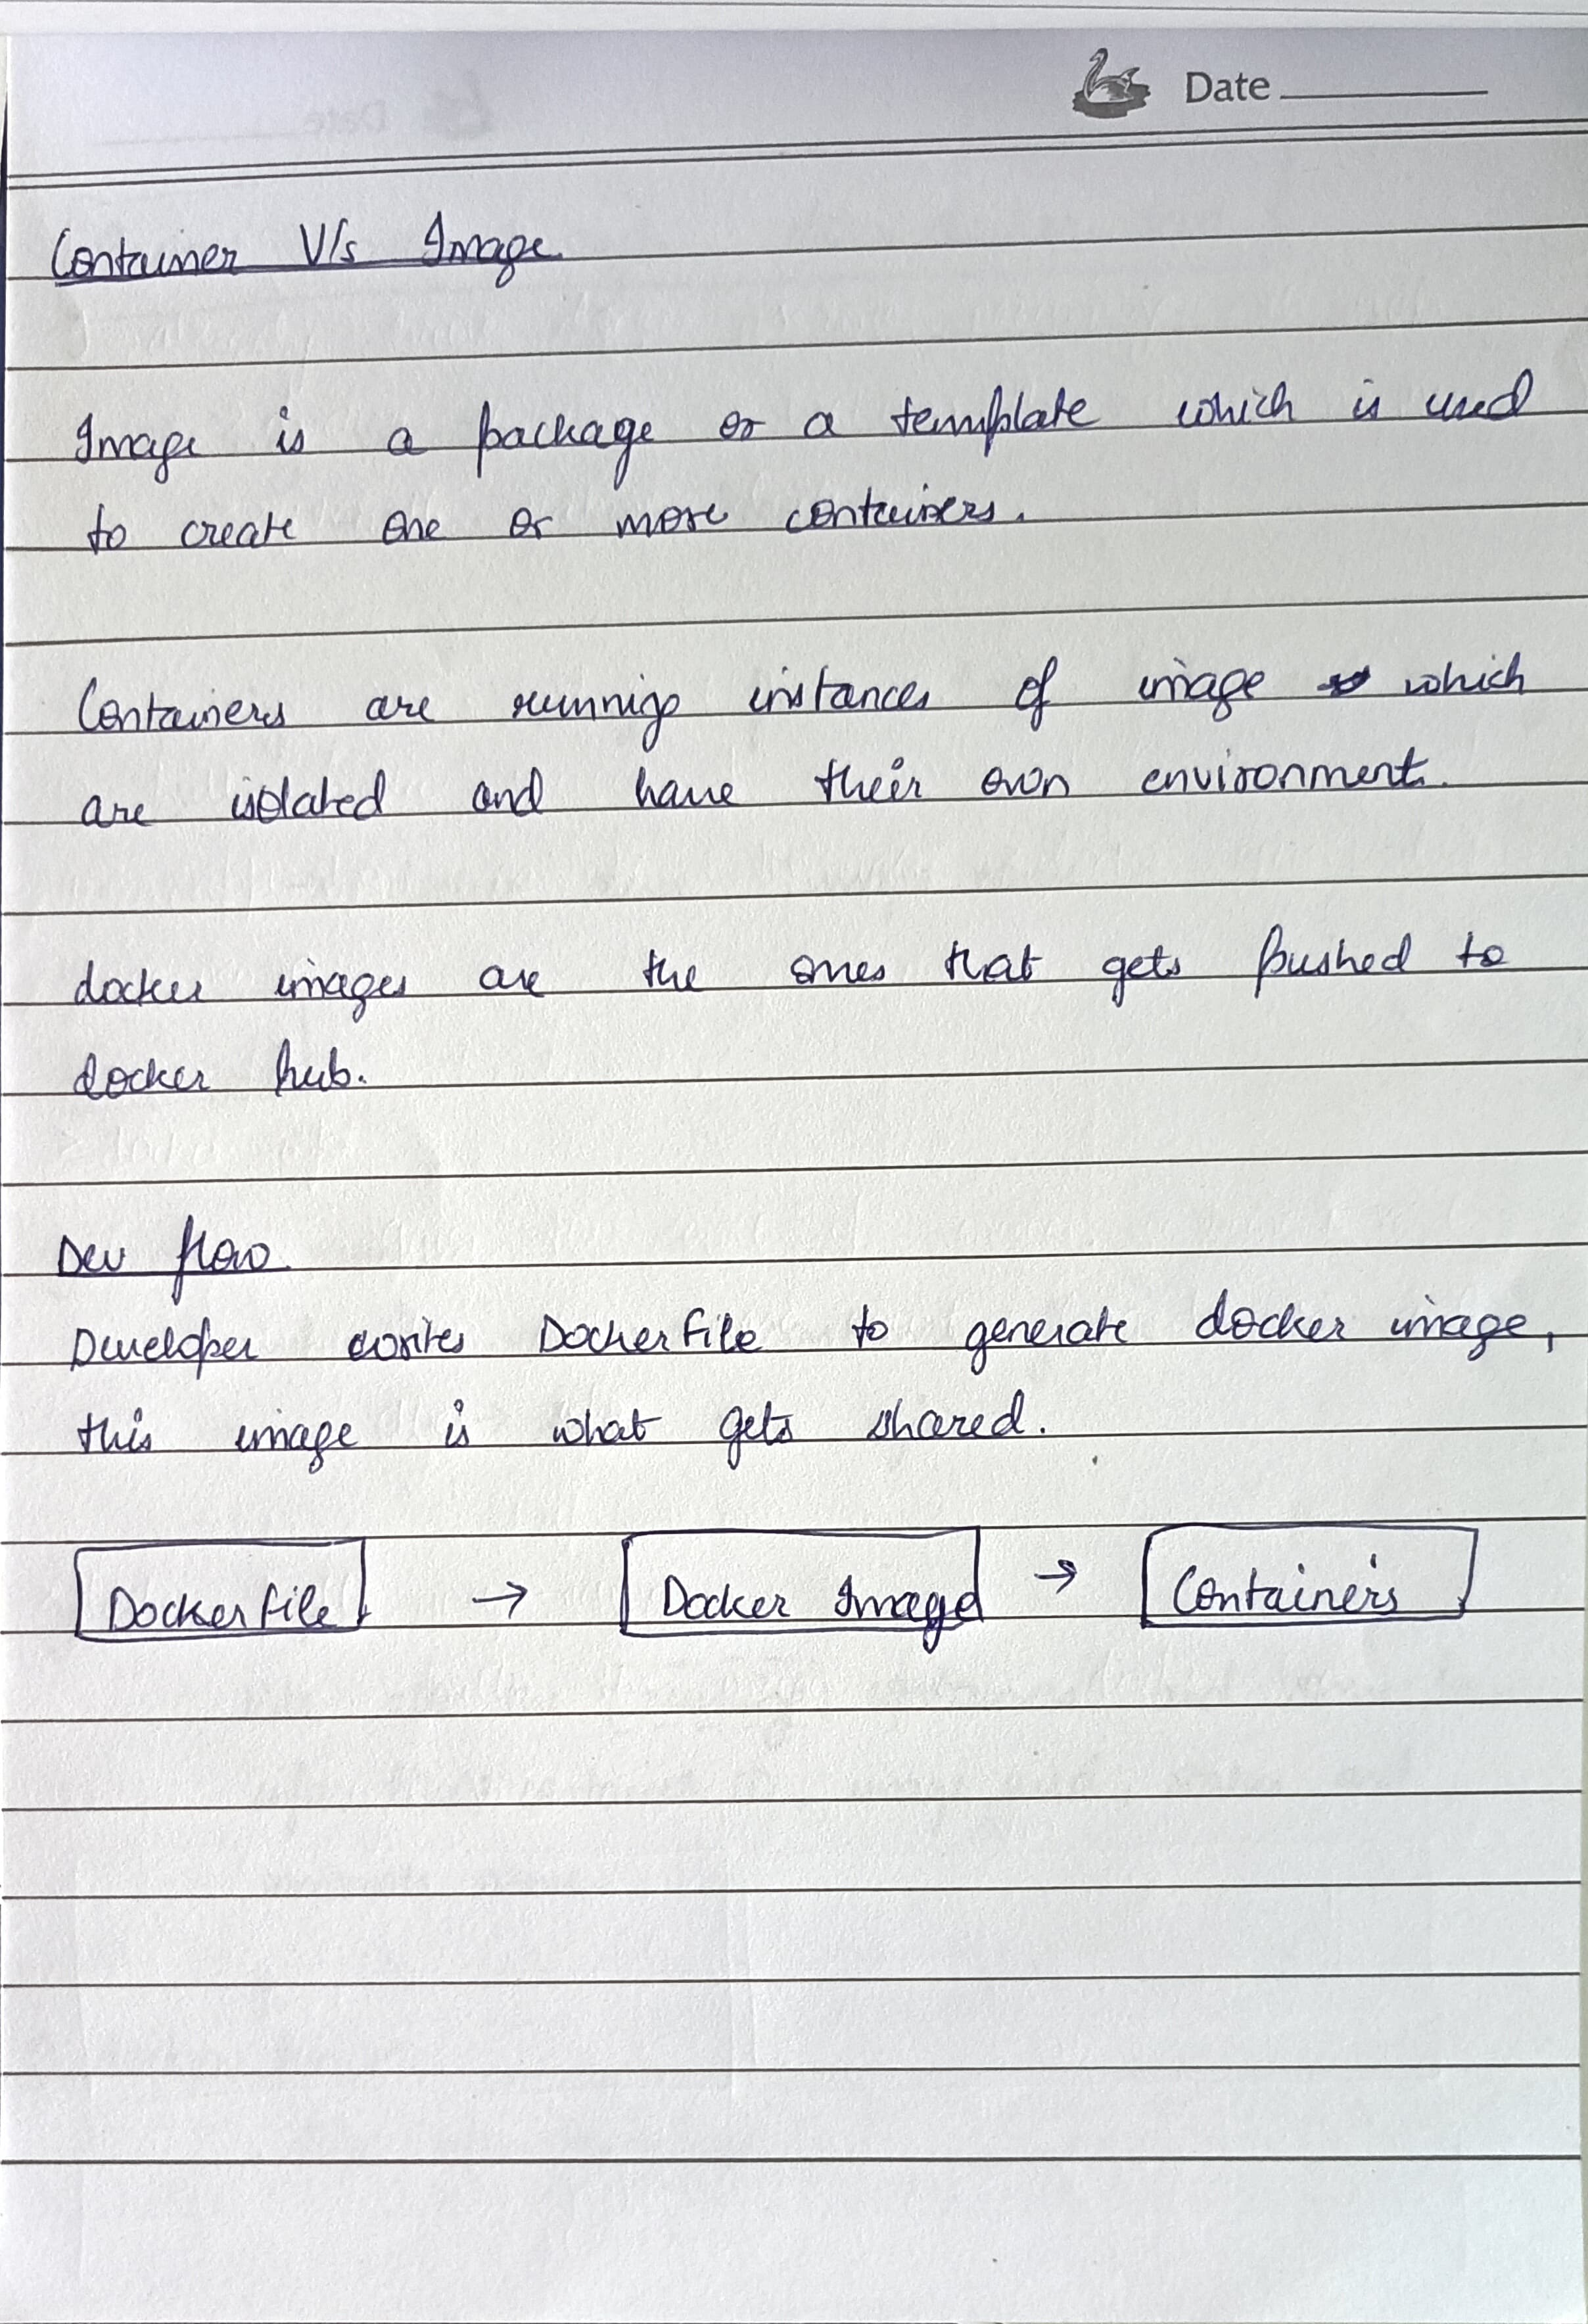 Date
Container V/s Image
Image is a package or a template which is used
to create one or more containers.
Containers are runnigs instances of image which
are isolated and have their own environment.
docker images are the ones that gets pushed to
docker hub.
Dev flow
Developer writes Dockerfile to generate docker image,
this image is what gets shared.
Dockerfile → Docker Image → Containers